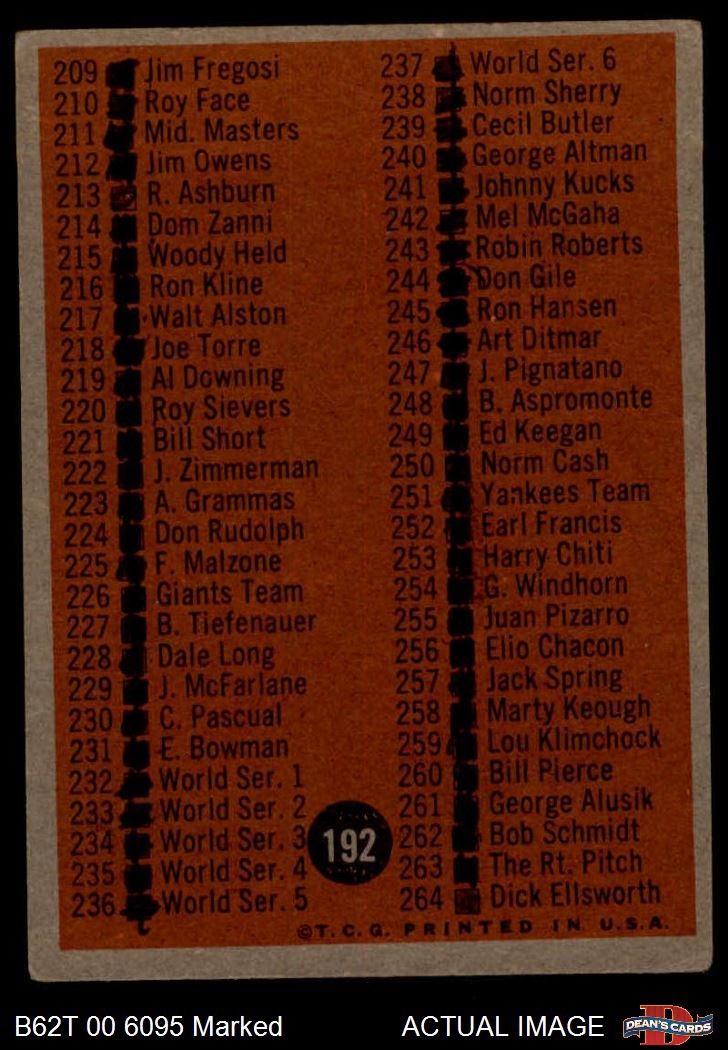 209 Jim Fregosi
210 Roy Face
211 Mid. Masters
212 Jim Owens
213 R. Ashburn
214 Dom Zanni
215 Woody Held
216 Ron Kline
217 Walt Alston
218 Joe Torre
219 Al Downing
220 Roy Sievers
221 Bill Short
222 J. Zimmerman
223 A. Grammas
224 Don Rudolph
225 F. Malzone
226 Giants Team
227 B. Tiefenauer
228 Dale Long
229 J. McFarlane
230 C. Pascual
231 E. Bowman
232 World Ser. 1
233 World Ser. 2
234 World Ser. 3
235 World Ser. 4
236 World Ser. 5
237 World Ser. 6
238 Norm Sherry
239 Cecil Butler
240 George Altman
241 Johnny Kucks
242 Mel McGaha
243 Robin Roberts
244 Don Gile
245 Ron Hansen
246 Art Ditmar
247 J. Pignatano
248 B. Aspromonte
249 Ed Keegan
250 Norm Cash
251 Yankees Team
252 Earl Francis
253 Harry Chiti
254 G. Windhorn
255 Juan Pizarro
256 Elio Chacon
257 Jack Spring
258 Marty Keough
259 Lou Klimchock
260 Bill Pierce
261 George Alusik
262 Bob Schmidt
263 The Rt. Pitch
264 Dick Ellsworth
192
©T.C.G. PRINTED IN U.S.A.
B62T 00 6095 Marked
ACTUAL IMAGE
D
DEAN'S CARDS